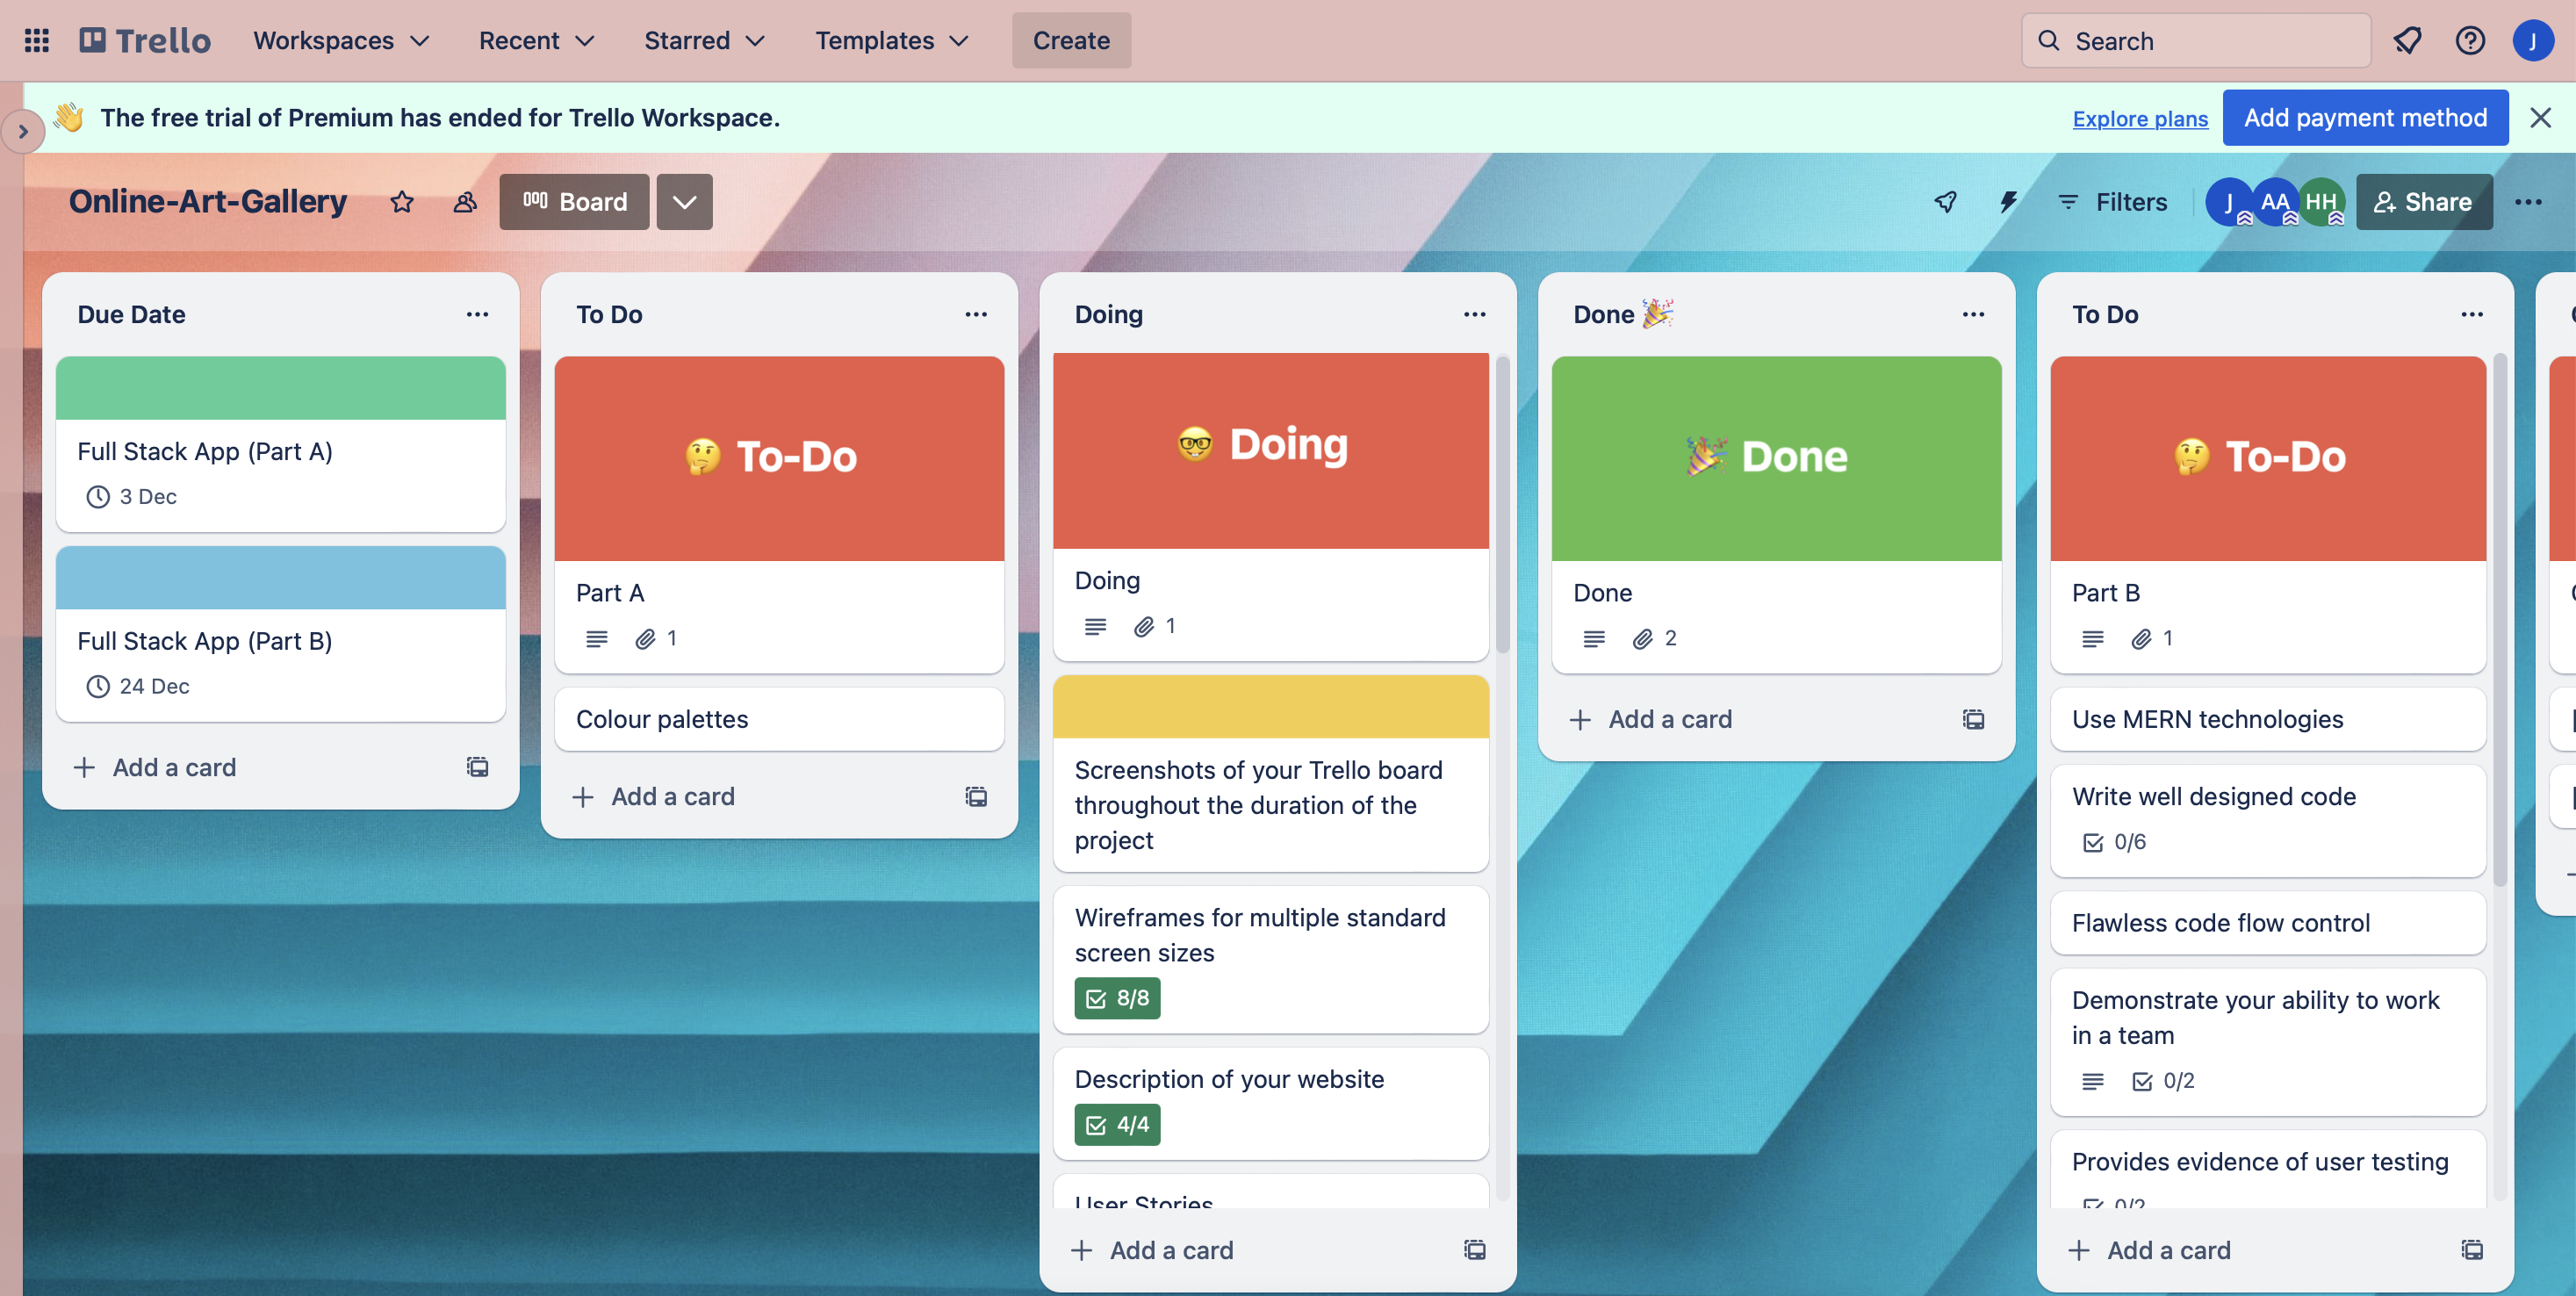 Trello Workspaces Recent Starred Templates Create Search J
👋 The free trial of Premium has ended for Trello Workspace. Explore plans Add payment method
Online-Art-Gallery Board Filters J AA HH Share
Due Date
Full Stack App (Part A)
3 Dec
Full Stack App (Part B)
24 Dec
+ Add a card
To Do
🤔 To-Do
Part A
1
Colour palettes
+ Add a card
Doing
🤓 Doing
Doing
1
Screenshots of your Trello board
throughout the duration of the
project
Wireframes for multiple standard
screen sizes
8/8
Description of your website
4/4
User Stories
+ Add a card
Done 🎉
🎉 Done
Done
2
+ Add a card
To Do
🤔 To-Do
Part B
1
Use MERN technologies
Write well designed code
0/6
Flawless code flow control
Demonstrate your ability to work
in a team
0/2
Provides evidence of user testing
0/2
+ Add a card